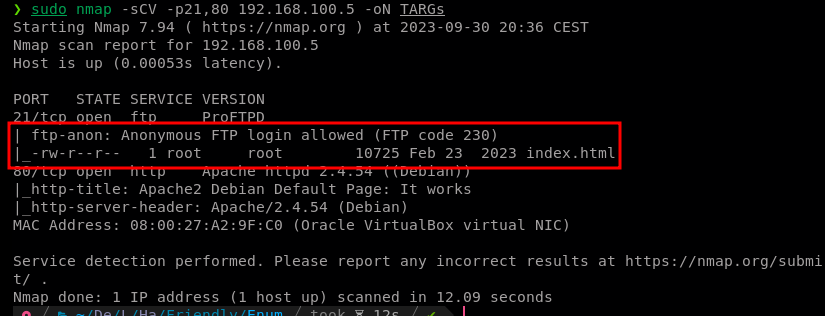 ❯ sudo nmap -sCV -p21,80 192.168.100.5 -oN TARGs
Starting Nmap 7.94 ( https://nmap.org ) at 2023-09-30 20:36 CEST
Nmap scan report for 192.168.100.5
Host is up (0.00053s latency).
PORT   STATE SERVICE VERSION
21/tcp open  ftp     ProFTPD
| ftp-anon: Anonymous FTP login allowed (FTP code 230)
|_-rw-r--r--   1 root     root        10725 Feb 23  2023 index.html
80/tcp open  http    Apache httpd 2.4.54 ((Debian))
|_http-title: Apache2 Debian Default Page: It works
|_http-server-header: Apache/2.4.54 (Debian)
MAC Address: 08:00:27:A2:9F:C0 (Oracle VirtualBox virtual NIC)
Service detection performed. Please report any incorrect results at https://nmap.org/submi
t/ .
Nmap done: 1 IP address (1 host up) scanned in 12.09 seconds
~/De/L/Ha/Friendly/Enum / took 12s / ✓